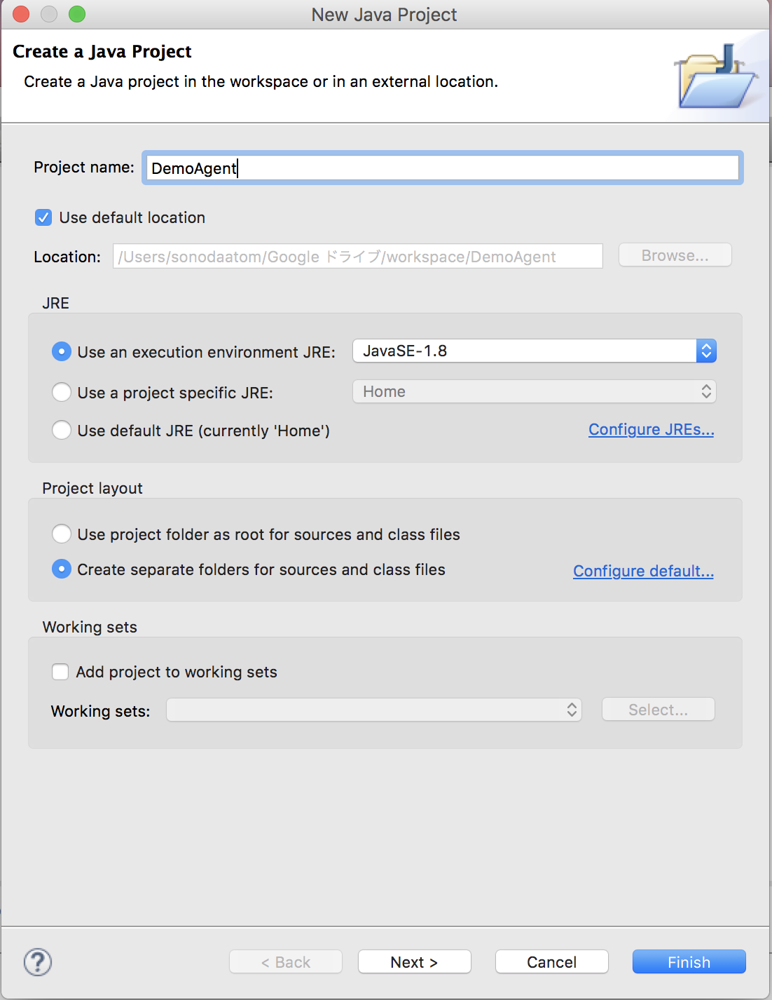 New Java Project
Create a Java Project
Create a Java project in the workspace or in an external location.
Project name: DemoAgent
Use default location
Location: /Users/sonodaatom/Google ドライブ/workspace/DemoAgent Browse...
JRE
Use an execution environment JRE: JavaSE-1.8
Use a project specific JRE: Home
Use default JRE (currently 'Home') Configure JREs...
Project layout
Use project folder as root for sources and class files
Create separate folders for sources and class files Configure default...
Working sets
Add project to working sets
Working sets: Select...
? < Back Next > Cancel Finish